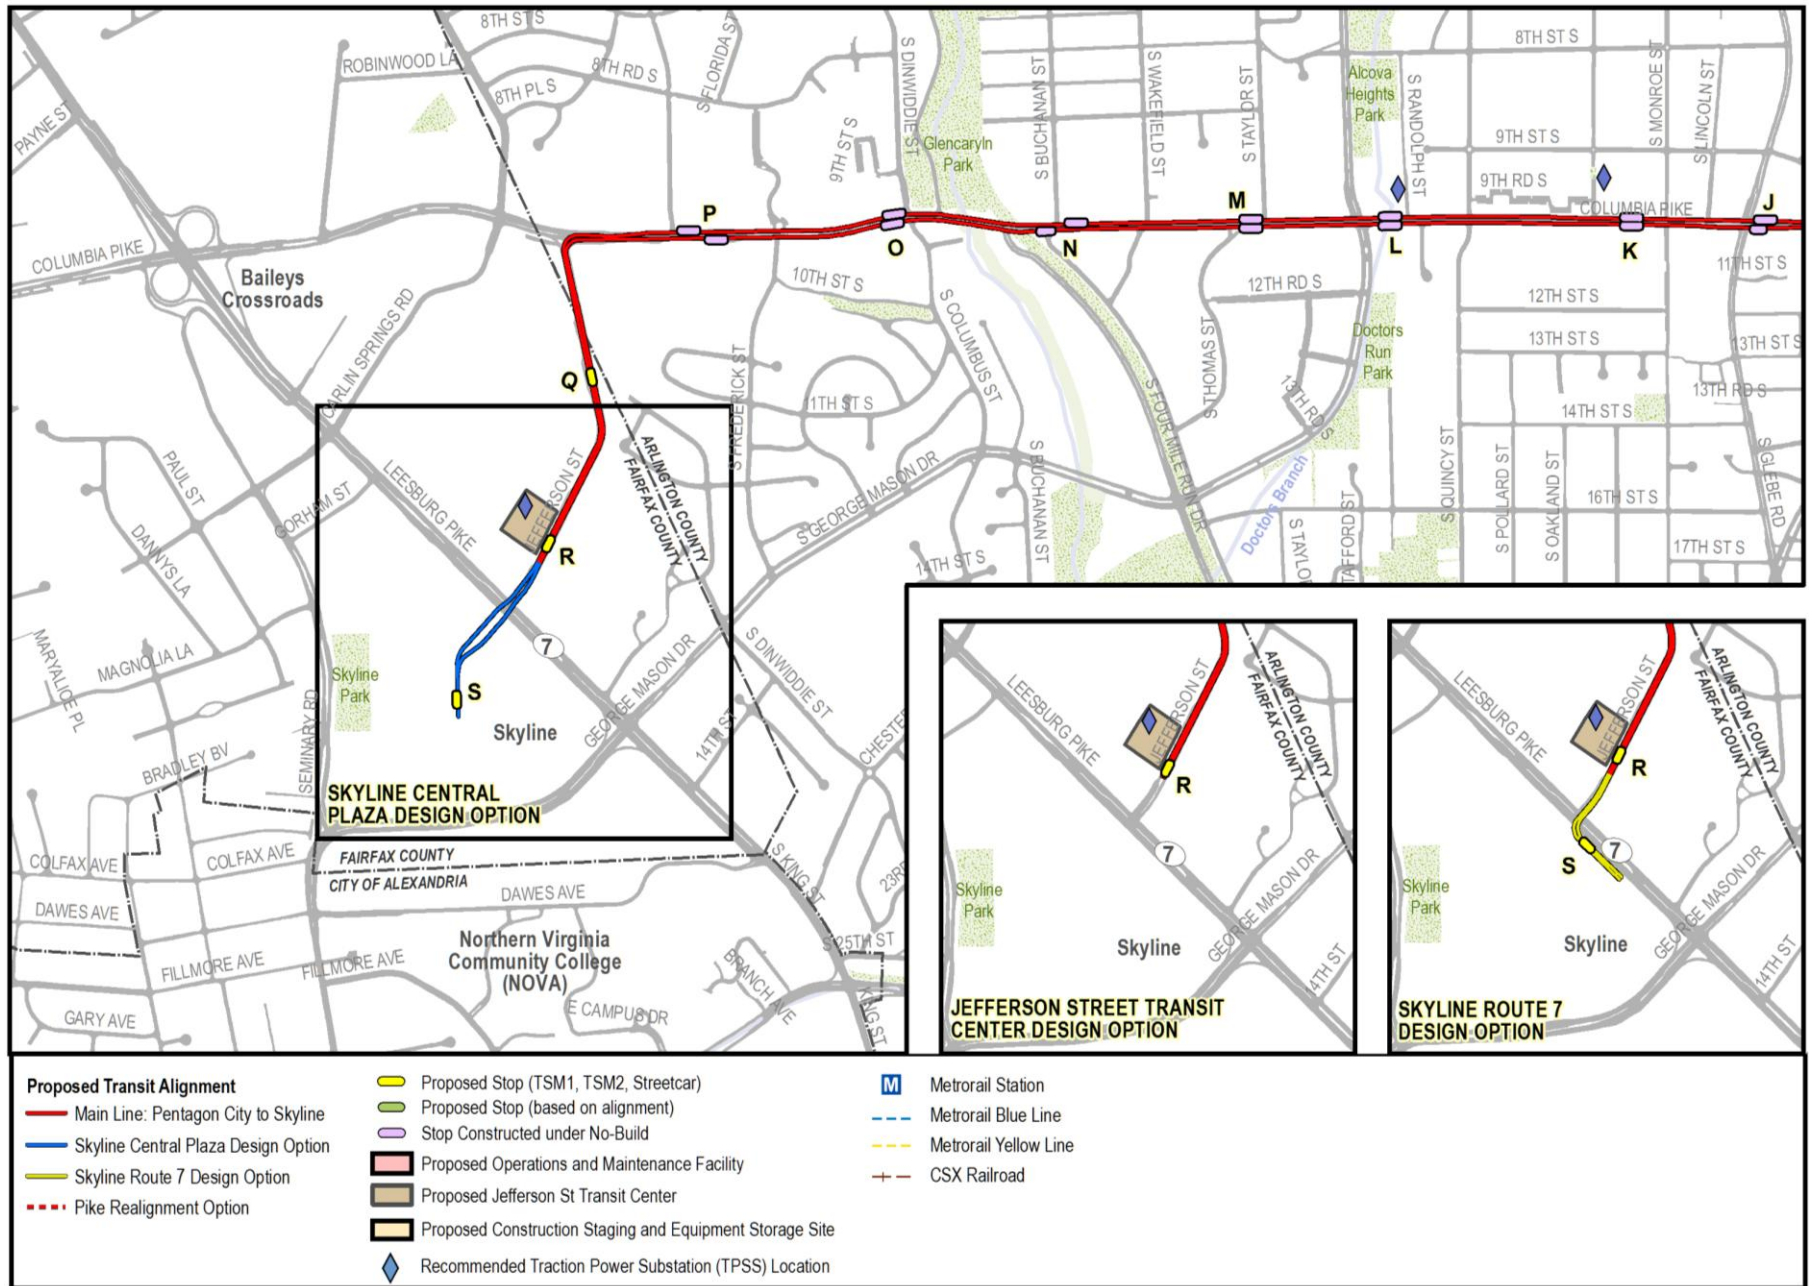 8TH ST S
ROBINWOOD LA
8TH RD S
8TH PL S
S FLORIDA ST
S DINWIDDIE ST
9TH ST S
PAYNE ST
Glencaryln
Park
S BUCHANAN ST
S WAKEFIELD ST
S TAYLOR ST
Alcova
Heights
Park
S RANDOLPH ST
8TH ST S
S MONROE ST
S LINCOLN ST
9TH ST S
9TH RD S
COLUMBIA PIKE
P
O
N
M
L
K
J
COLUMBIA PIKE
Baileys
Crossroads
CARLIN SPRINGS RD
10TH ST S
S COLUMBUS ST
12TH RD S
S THOMAS ST
Doctors
Run
Park
11TH ST S
12TH ST S
13TH ST S
13TH ST S
13TH RD S
14TH ST S
Q
S FREDERICK ST
11TH ST S
S FOUR MILE RUN DR
13TH RD S
S QUINCY ST
S POLLARD ST
S OAKLAND ST
16TH ST S
S GLEBE RD
17TH ST S
PAUL ST
GORHAM ST
DANNYS LA
LEESBURG PIKE
JEFFERSON ST
ARLINGTON COUNTY
FAIRFAX COUNTY
S GEORGE MASON DR
S BUCHANAN ST
14TH ST S
Doctors Branch
S TAYLOR
TAFFORD ST
R
7
MARYALICE PL
MAGNOLIA LA
Skyline
Park
S
Skyline
GEORGE MASON DR
S DINWIDDIE ST
14TH ST
CHESTER
BRADLEY BV
SEMINARY RD
SKYLINE CENTRAL
PLAZA DESIGN OPTION
COLFAX AVE
COLFAX AVE
FAIRFAX COUNTY
CITY OF ALEXANDRIA
S KING ST
23R
DAWES AVE
DAWES AVE
Northern Virginia
Community College
(NOVA)
S 25TH ST
FILLMORE AVE
FILLMORE AVE
BRANCH AVE
KING ST
GARY AVE
E CAMPUS DR
LEESBURG PIKE
JEFFERSON ST
ARLINGTON COUNTY
FAIRFAX COUNTY
R
7
Skyline
Park
Skyline
GEORGE MASON DR
14TH ST
JEFFERSON STREET TRANSIT
CENTER DESIGN OPTION
LEESBURG PIKE
JEFFERSON ST
ARLINGTON COUNTY
FAIRFAX COUNTY
R
S
7
Skyline
Park
Skyline
GEORGE MASON DR
14TH ST
SKYLINE ROUTE 7
DESIGN OPTION
Proposed Transit Alignment
Main Line: Pentagon City to Skyline
Skyline Central Plaza Design Option
Skyline Route 7 Design Option
Pike Realignment Option
Proposed Stop (TSM1, TSM2, Streetcar)
Proposed Stop (based on alignment)
Stop Constructed under No-Build
Proposed Operations and Maintenance Facility
Proposed Jefferson St Transit Center
Proposed Construction Staging and Equipment Storage Site
Recommended Traction Power Substation (TPSS) Location
M Metrorail Station
Metrorail Blue Line
Metrorail Yellow Line
CSX Railroad